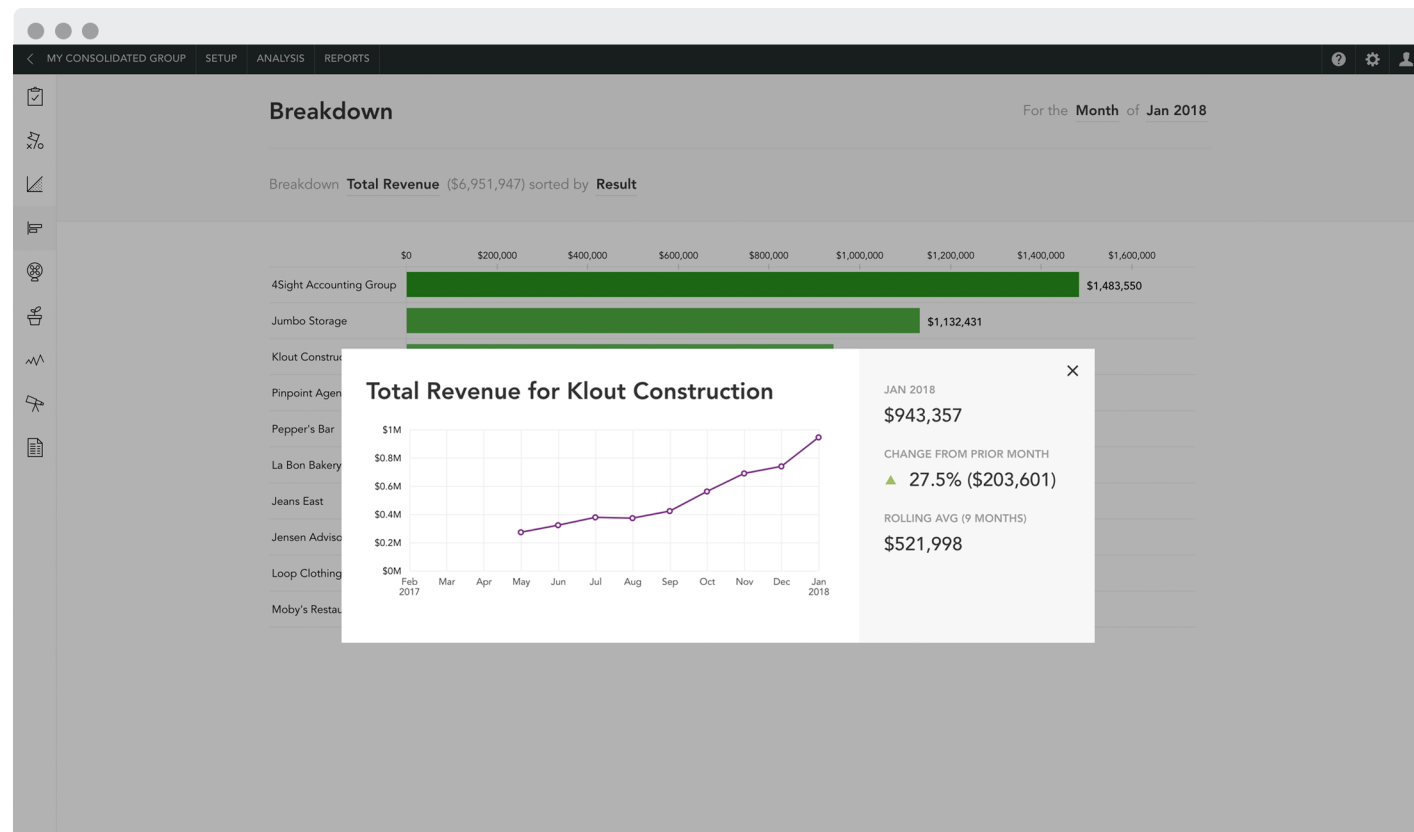 MY CONSOLIDATED GROUP SETUP ANALYSIS REPORTS
Breakdown
For the Month of Jan 2018
Breakdown Total Revenue ($6,951,947) sorted by Result
$0 $200,000 $400,000 $600,000 $800,000 $1,000,000 $1,200,000 $1,400,000 $1,600,000
4Sight Accounting Group $1,483,550
Jumbo Storage $1,132,431
Klout
Pinpoint
Pepper's Bar
La Bon Bakery
Jeans East
Jensen
Loop Clothing
Moby's
Total Revenue for Klout Construction
$1M
$0.8M
$0.6M
$0.4M
$0.2M
$0M
Feb Mar Apr May Jun Jul Aug Sep Oct Nov Dec Jan
2017 2018
JAN 2018
$943,357
CHANGE FROM PRIOR MONTH
27.5% ($203,601)
ROLLING AVG (9 MONTHS)
$521,998